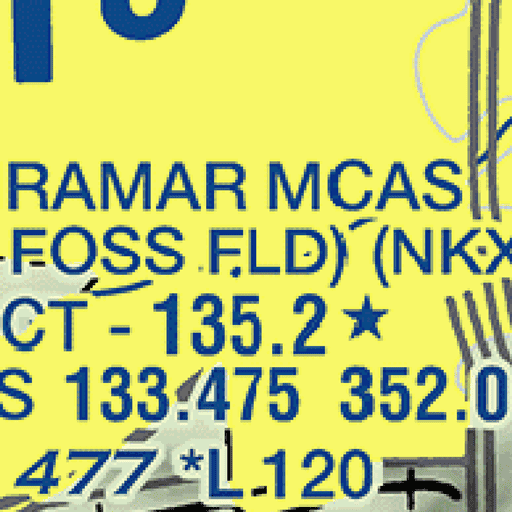 RAMAR MCAS
FOSS FLD) (NKX
CT - 135.2 ★
S 133.475 352.0
477 *L 120